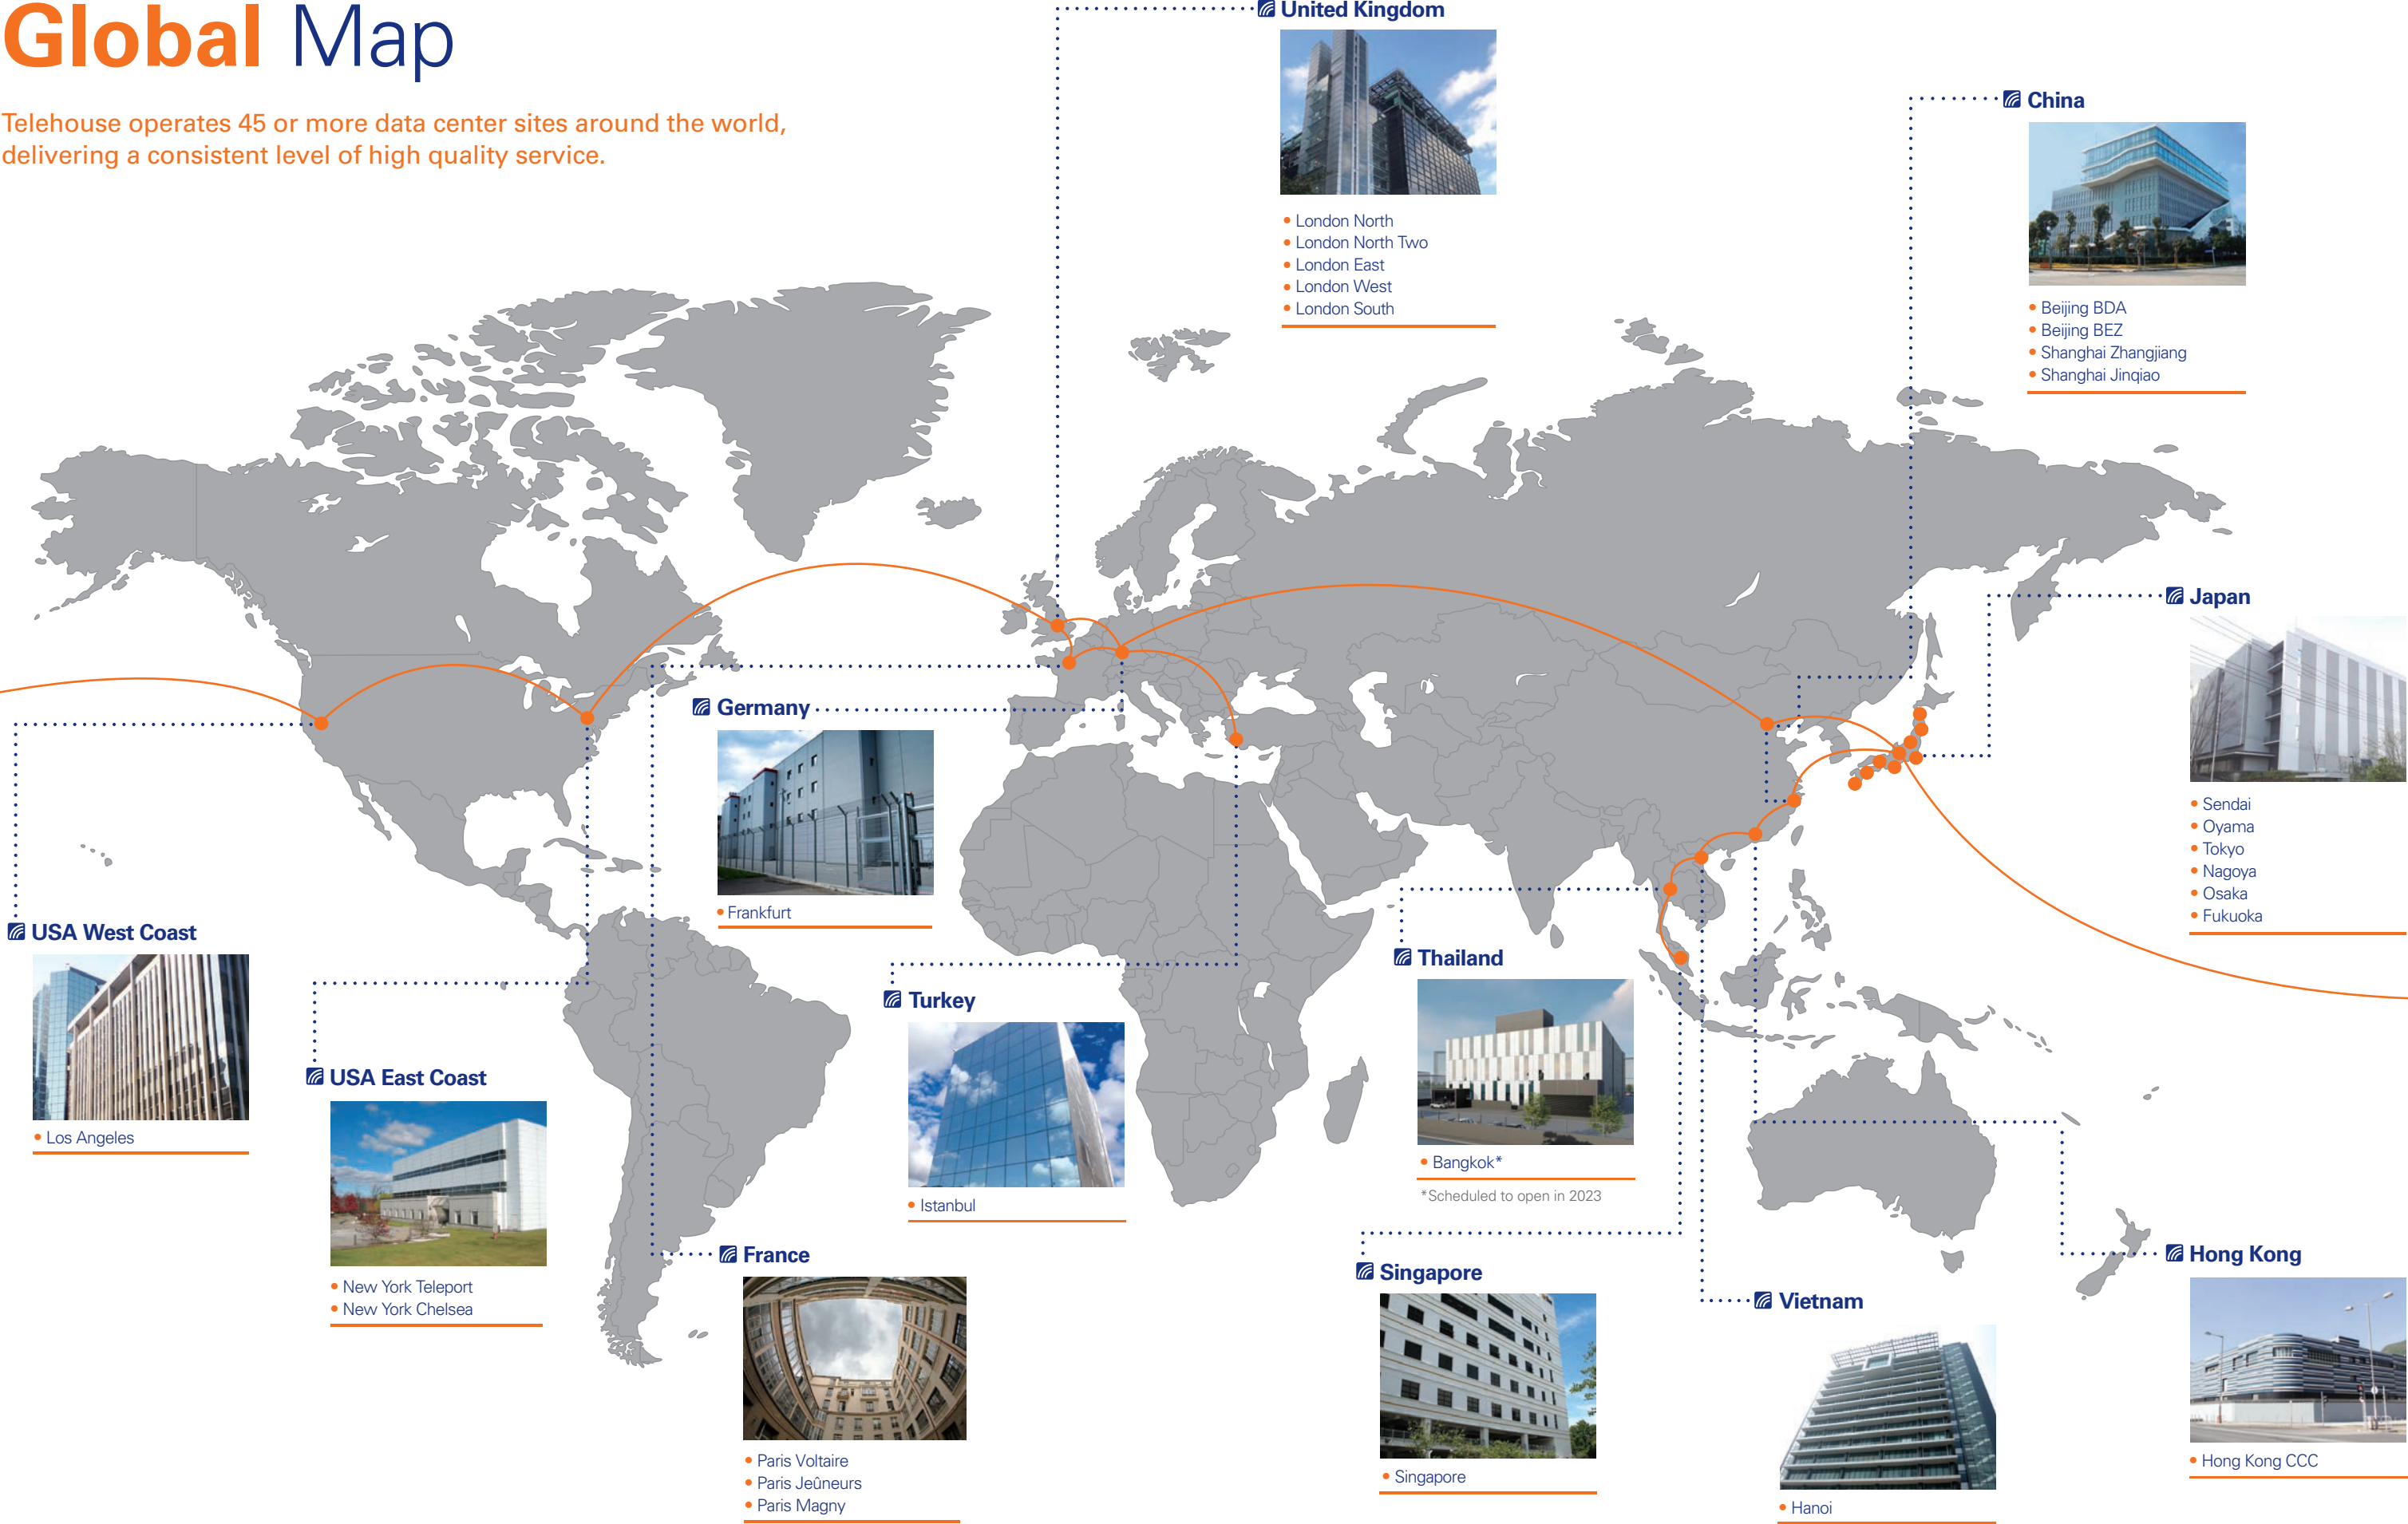 Global Map
Telehouse operates 45 or more data center sites around the world,
delivering a consistent level of high quality service.
United Kingdom
London North
London North Two
London East
London West
London South
China
Beijing BDA
Beijing BEZ
Shanghai Zhangjiang
Shanghai Jinqiao
Japan
Sendai
Oyama
Tokyo
Nagoya
Osaka
Fukuoka
Germany
Frankfurt
USA West Coast
Los Angeles
USA East Coast
New York Teleport
New York Chelsea
Turkey
Istanbul
Thailand
Bangkok*
*Scheduled to open in 2023
France
Paris Voltaire
Paris Jeûneurs
Paris Magny
Singapore
Singapore
Vietnam
Hanoi
Hong Kong
Hong Kong CCC